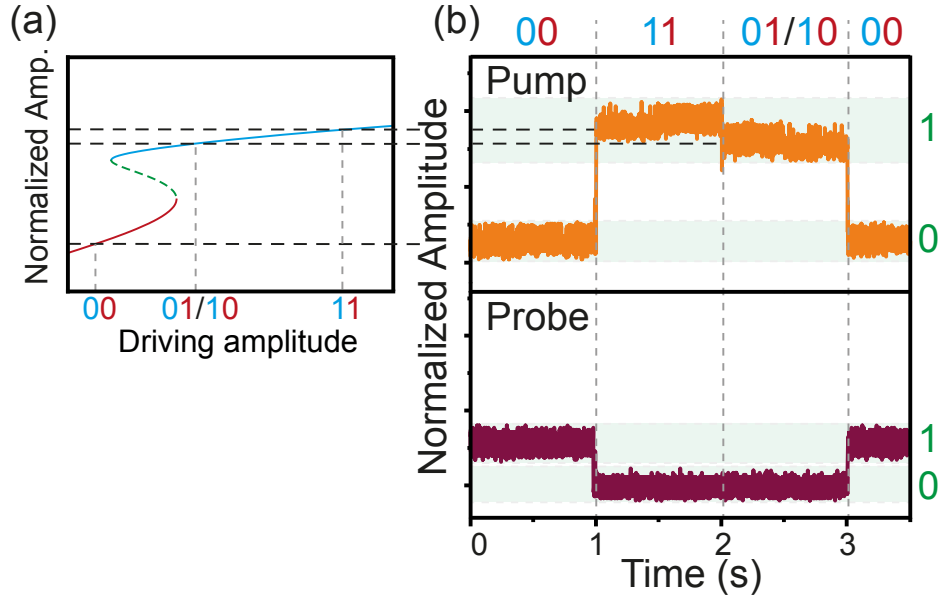 (a)
Normalized Amp.
00 01/10 11
Driving amplitude
(b)
00 11 01/10 00
Pump
1
0
Probe
1
0
Normalized Amplitude
0 1 2 3
Time (s)